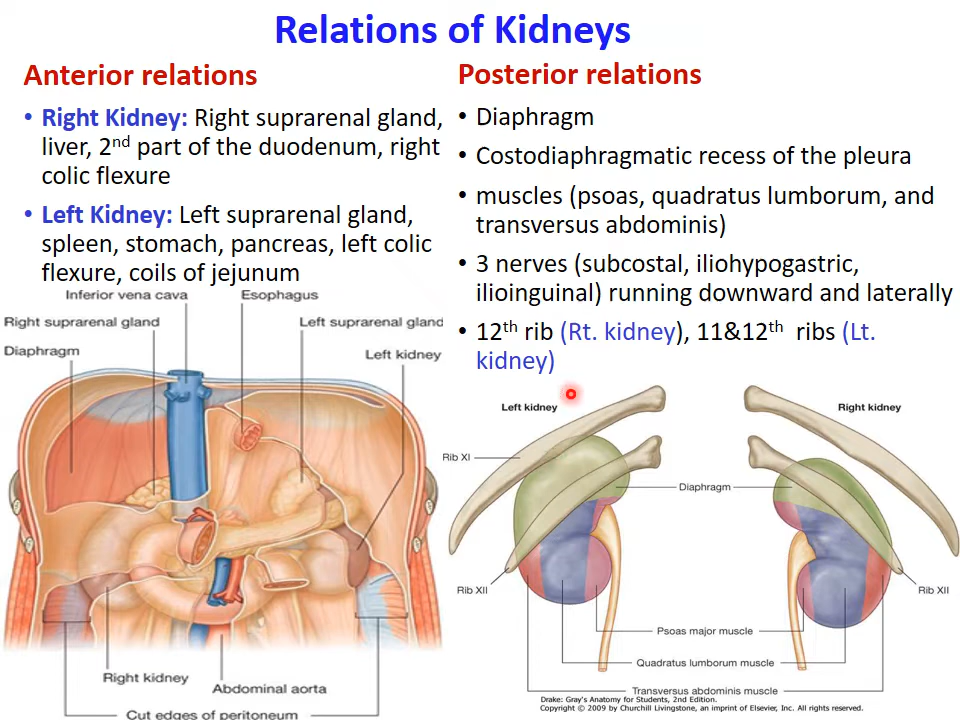 Relations of Kidneys
Anterior relations
• Right Kidney: Right suprarenal gland,
liver, 2nd part of the duodenum, right
colic flexure
• Left Kidney: Left suprarenal gland,
spleen, stomach, pancreas, left colic
flexure, coils of jejunum
Inferior vena cava
Esophagus
Right suprarenal gland
Left suprarenal gland
Diaphragm
Left kidney
Right kidney
Abdominal aorta
Cut edges of peritoneum
Posterior relations
• Diaphragm
• Costodiaphragmatic recess of the pleura
• muscles (psoas, quadratus lumborum, and
transversus abdominis)
• 3 nerves (subcostal, iliohypogastric,
ilioinguinal) running downward and laterally
• 12th rib (Rt. kidney), 11&12th ribs (Lt.
kidney)
Left kidney
Right kidney
Rib XI
Diaphragm
Rib XII
Rib XII
Psoas major muscle
Quadratus lumborum muscle
Transversus abdominis muscle
Drake: Gray's Anatomy for Students, 2nd Edition.
Copyright © 2009 by Churchill Livingstone, an imprint of Elsevier, Inc. All rights reserved.